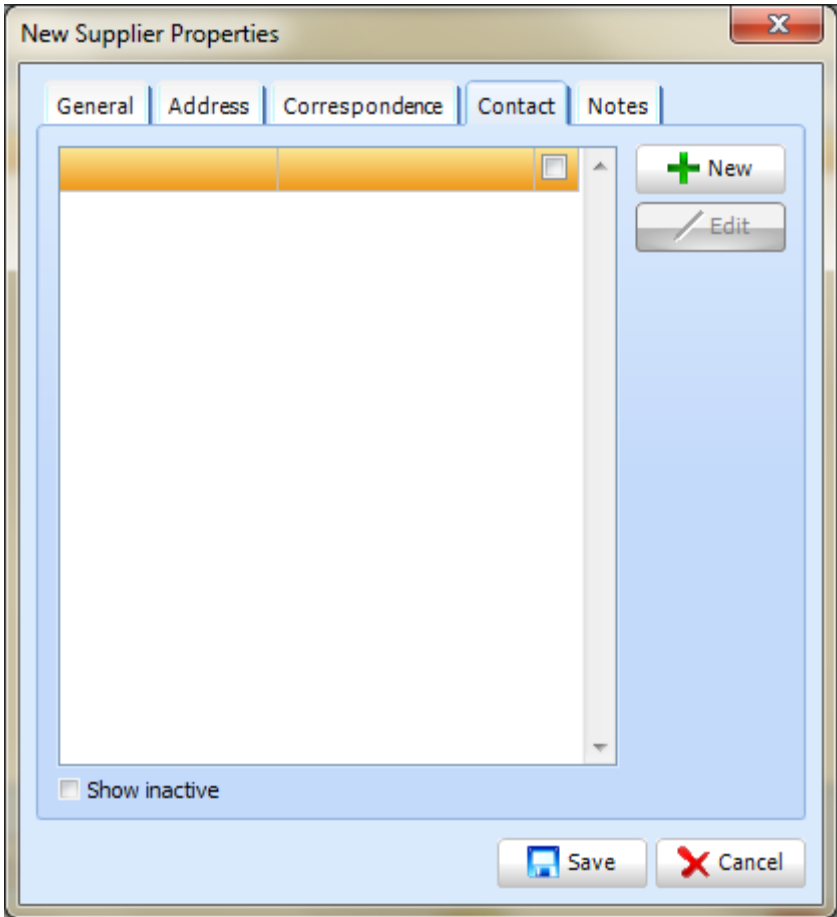 New Supplier Properties
General Address Correspondence Contact Notes
New
Edit
Show inactive
Save Cancel